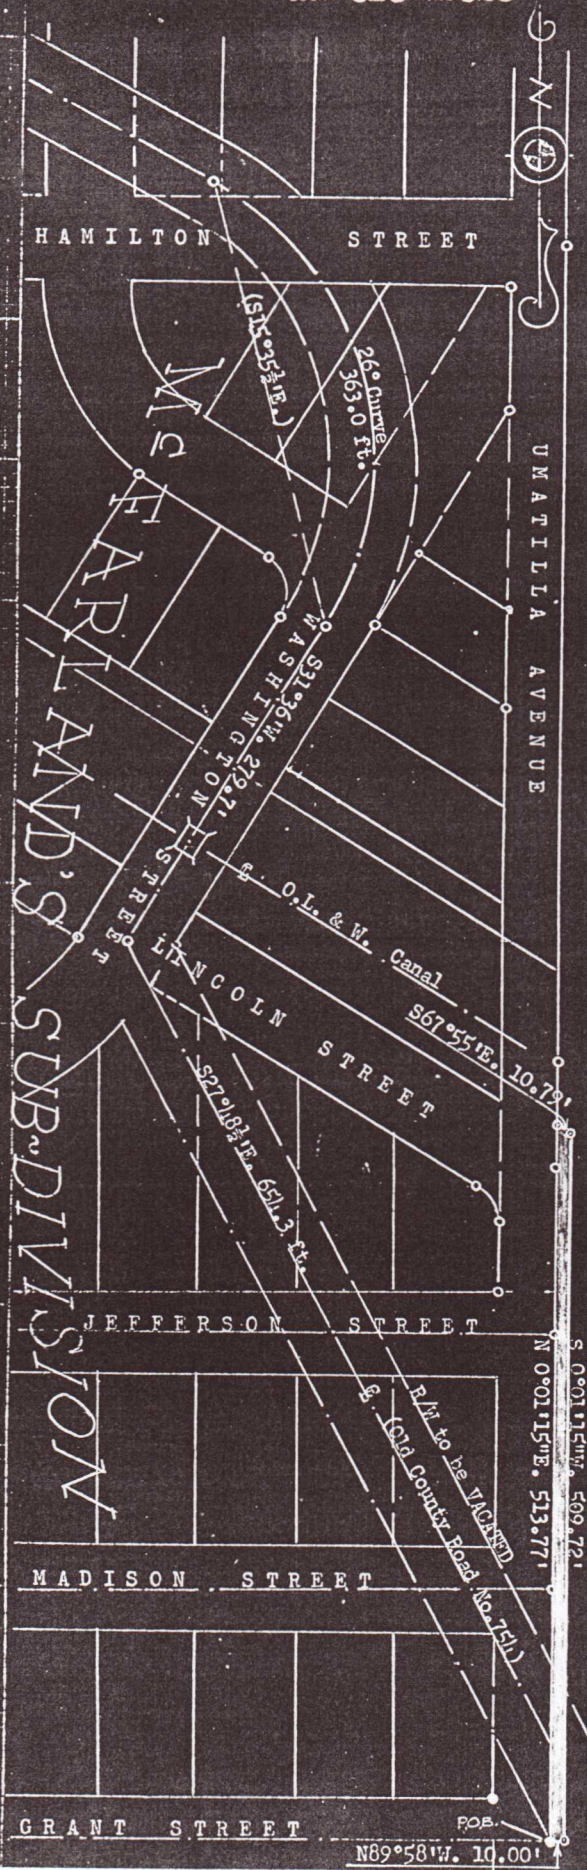 N
HAMILTON STREET
(S15°35½'E.)
26° Curve
363.0 ft.
UMATILLA AVENUE
Mc FARLAND'S SUB-DIVISION
WASHINGTON STREET
S31°36'W. 279.7'
O.L. & W. Canal
LINCOLN STREET
S67°55'E. 10.79'
S27°48½'E. 654.3 ft.
JEFFERSON STREET
S 0°01'15"W. 509.72'
N 0°01'15"E. 513.77'
R/W to be VACATED
(Old County Road No. 754)
MADISON STREET
GRANT STREET
P.O.B.
N89°58'W. 10.00'